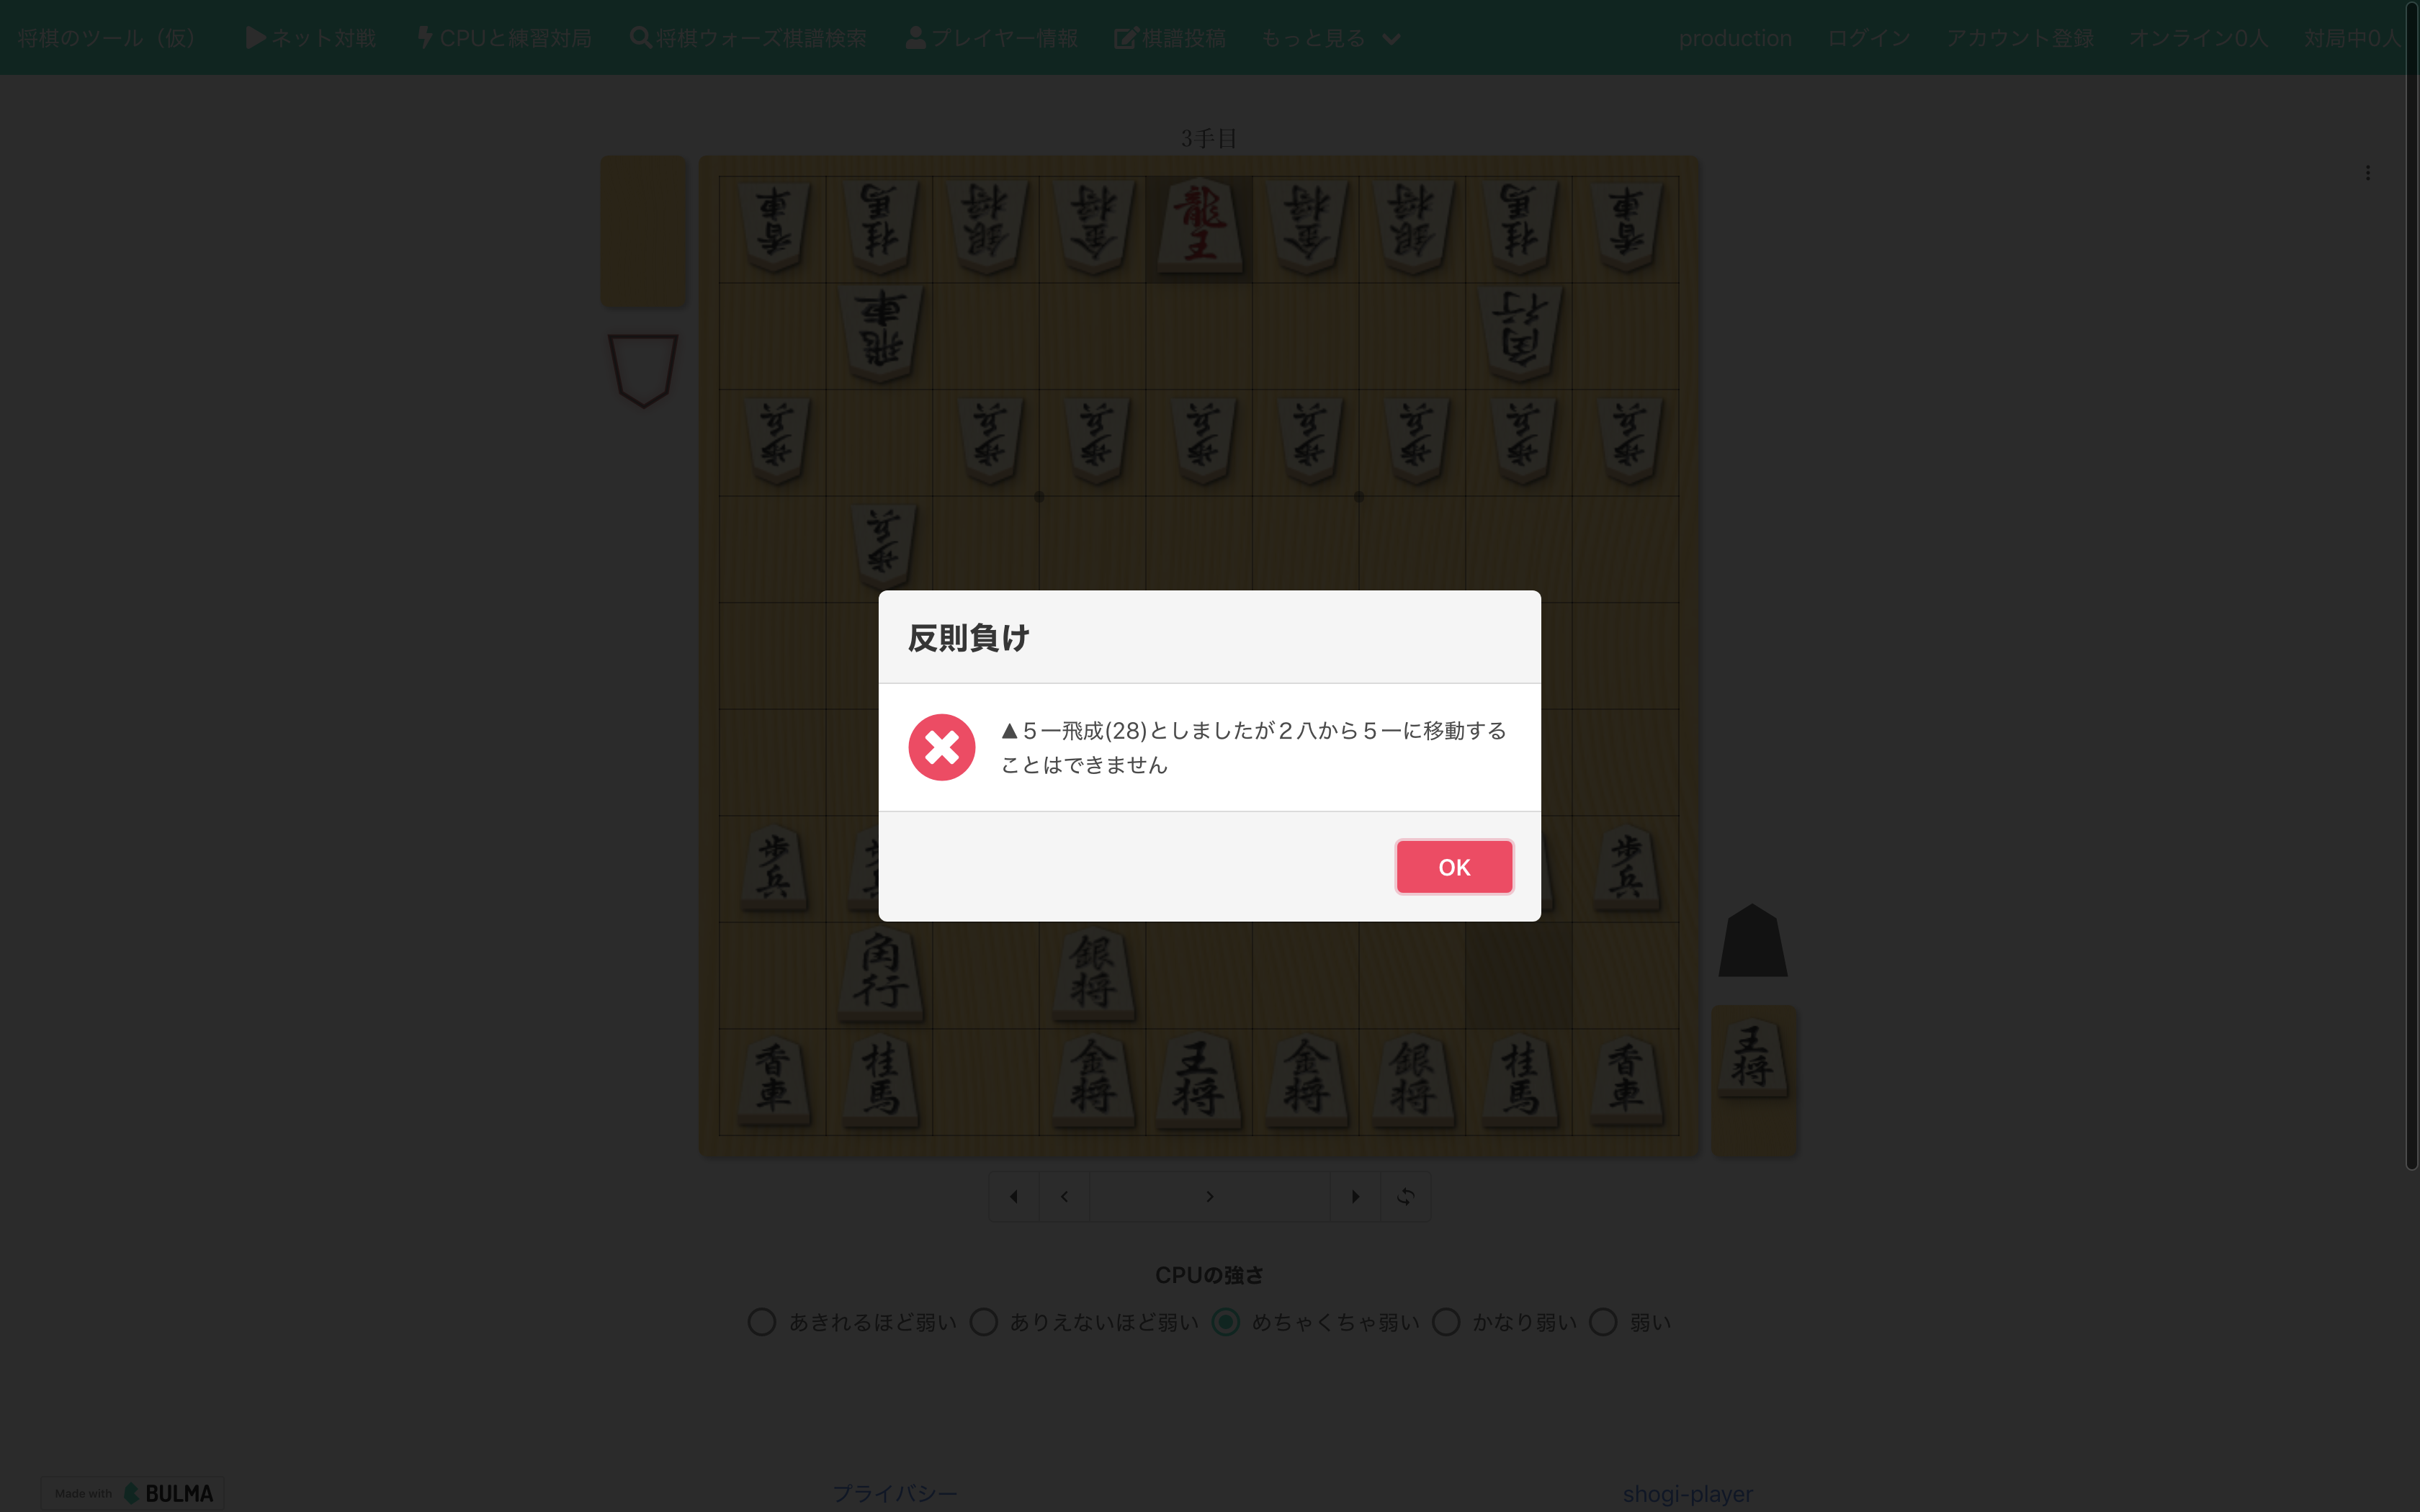 将棋のツール（仮） ネット対戦 CPUと練習対局 将棋ウォーズ棋譜検索 プレイヤー情報 棋譜投稿 もっと見る production ログイン アカウント登録 オンライン0人 対局中0人
3手目
香車 桂馬 銀将 金将 龍王 金将 銀将 桂馬 香車
飛車 角行
歩兵 歩兵 歩兵 歩兵 歩兵 歩兵 歩兵 歩兵
歩兵
反則負け
▲５一飛成(28)としましたが２八から５一に移動する
ことはできません
OK
歩兵 歩兵
角行 銀将
香車 桂馬 金将 王将 金将 銀将 桂馬 香車
王将
CPUの強さ
あきれるほど弱い ありえないほど弱い めちゃくちゃ弱い かなり弱い 弱い
Made with BULMA プライバシー shogi-player